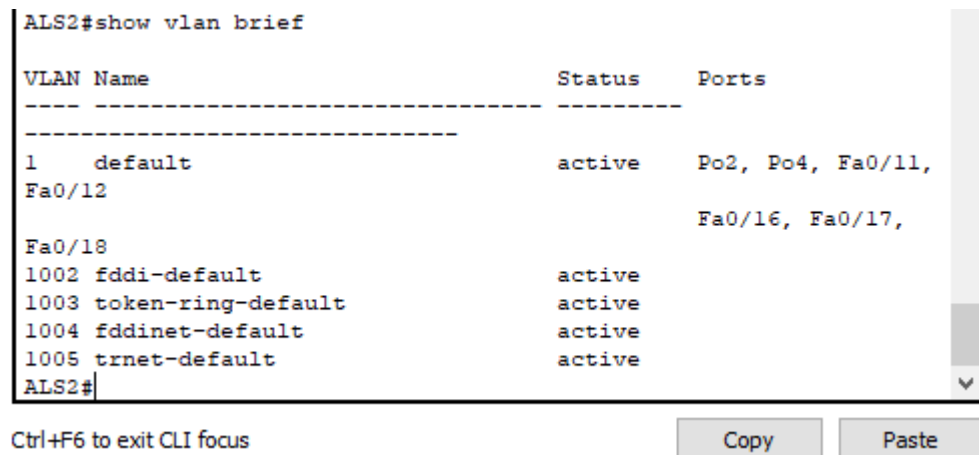 ALS2#show vlan brief
VLAN Name Status Ports
---- -------------------------------- ---------
-------------------------------
1 default active Po2, Po4, Fa0/11,
Fa0/12
Fa0/16, Fa0/17,
Fa0/18
1002 fddi-default active
1003 token-ring-default active
1004 fddinet-default active
1005 trnet-default active
ALS2#
Ctrl+F6 to exit CLI focus Copy Paste